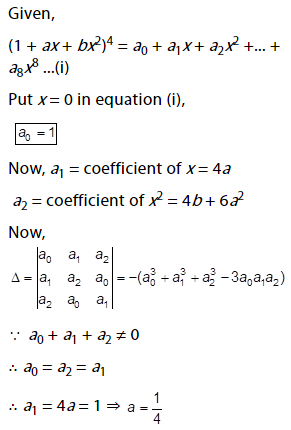 Given,
(1 + ax + bx²)⁴ = a₀ + a₁x + a₂x² +... +
a₈x⁸ ...(i)
Put x = 0 in equation (i),
a₀ = 1
Now, a₁ = coefficient of x = 4a
a₂ = coefficient of x² = 4b + 6a²
Now,
Δ = |a₀ a₁ a₂|
|a₁ a₂ a₀| = −(a₀³ + a₁³ + a₂³ − 3a₀a₁a₂)
|a₂ a₀ a₁|
∵ a₀ + a₁ + a₂ ≠ 0
∴ a₀ = a₂ = a₁
∴ a₁ = 4a = 1 ⇒ a = 1/4